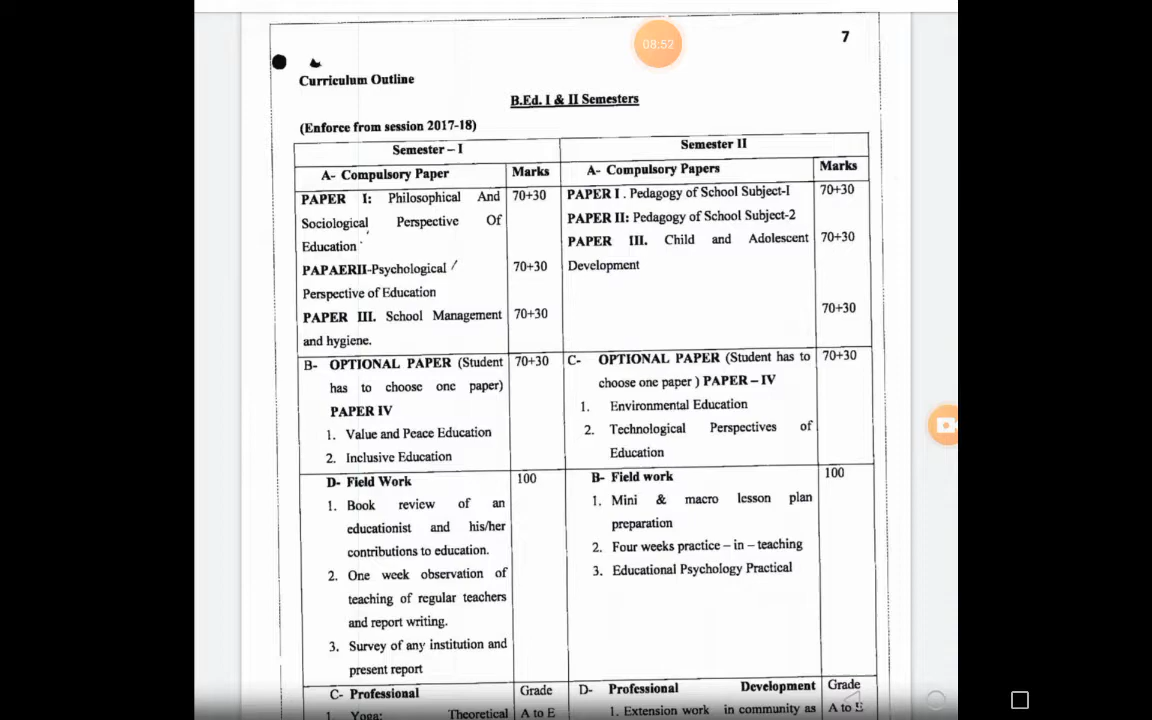 7
08:52
Curriculum Outline
B.Ed. I & II Semesters
(Enforce from session 2017-18)
Semester – I
Semester II
A- Compulsory Paper
Marks
A- Compulsory Papers
Marks
PAPER I: Philosophical And
Sociological Perspective Of
Education
70+30
PAPAERII-Psychological
Perspective of Education
70+30
PAPER III. School Management
and hygiene.
70+30
PAPER I . Pedagogy of School Subject-I
70+30
PAPER II: Pedagogy of School Subject-2
PAPER III. Child and Adolescent
Development
70+30
70+30
B- OPTIONAL PAPER (Student
has to choose one paper)
PAPER IV
1. Value and Peace Education
2. Inclusive Education
70+30
C- OPTIONAL PAPER (Student has to
choose one paper ) PAPER – IV
1. Environmental Education
2. Technological Perspectives of
Education
70+30
D- Field Work
1. Book review of an
educationist and his/her
contributions to education.
2. One week observation of
teaching of regular teachers
and report writing.
3. Survey of any institution and
present report
100
B- Field work
1. Mini & macro lesson plan
preparation
2. Four weeks practice – in – teaching
3. Educational Psychology Practical
100
C- Professional
1. Yoga: Theoretical
Grade
A to E
D- Professional Development
1. Extension work in community as
Grade
A to E